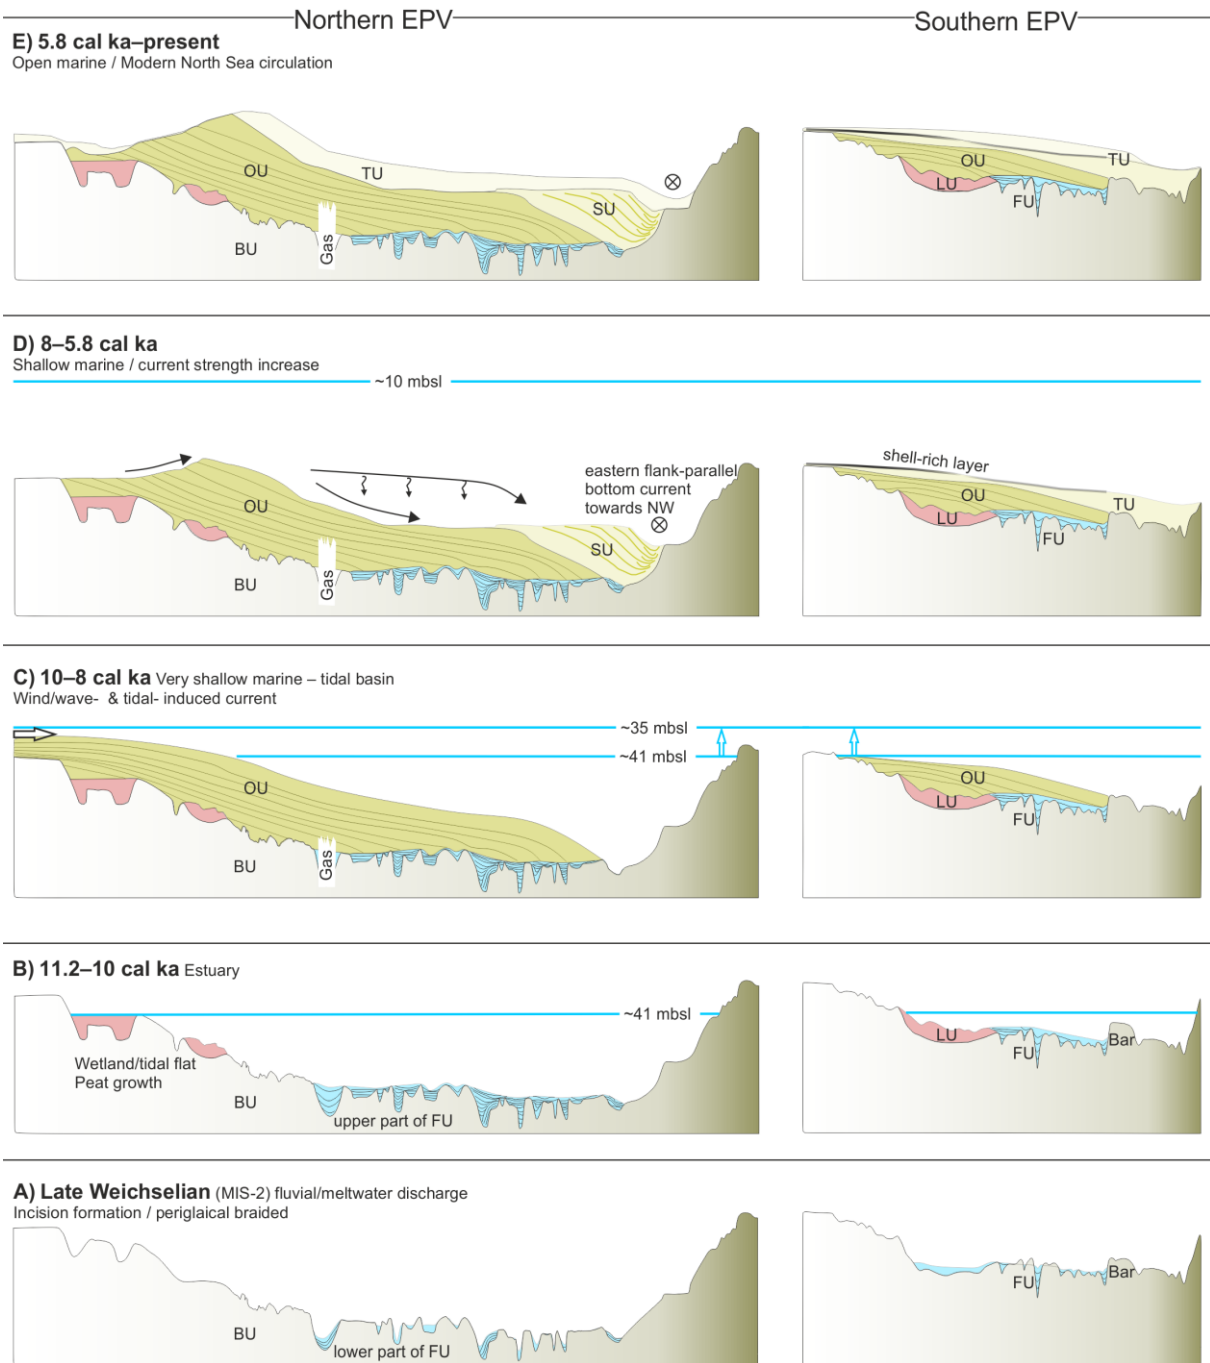 Northern EPV
Southern EPV
E) 5.8 cal ka–present
Open marine / Modern North Sea circulation
OU
TU
SU
BU
Gas
OU
TU
LU
FU
D) 8–5.8 cal ka
Shallow marine / current strength increase
~10 mbsl
eastern flank-parallel
bottom current
towards NW
OU
SU
BU
Gas
shell-rich layer
OU
TU
LU
FU
C) 10–8 cal ka Very shallow marine – tidal basin
Wind/wave- & tidal- induced current
~35 mbsl
~41 mbsl
OU
BU
Gas
OU
LU
FU
B) 11.2–10 cal ka Estuary
~41 mbsl
Wetland/tidal flat
Peat growth
BU
upper part of FU
LU
FU
Bar
A) Late Weichselian (MIS-2) fluvial/meltwater discharge
Incision formation / periglaical braided
BU
lower part of FU
FU
Bar